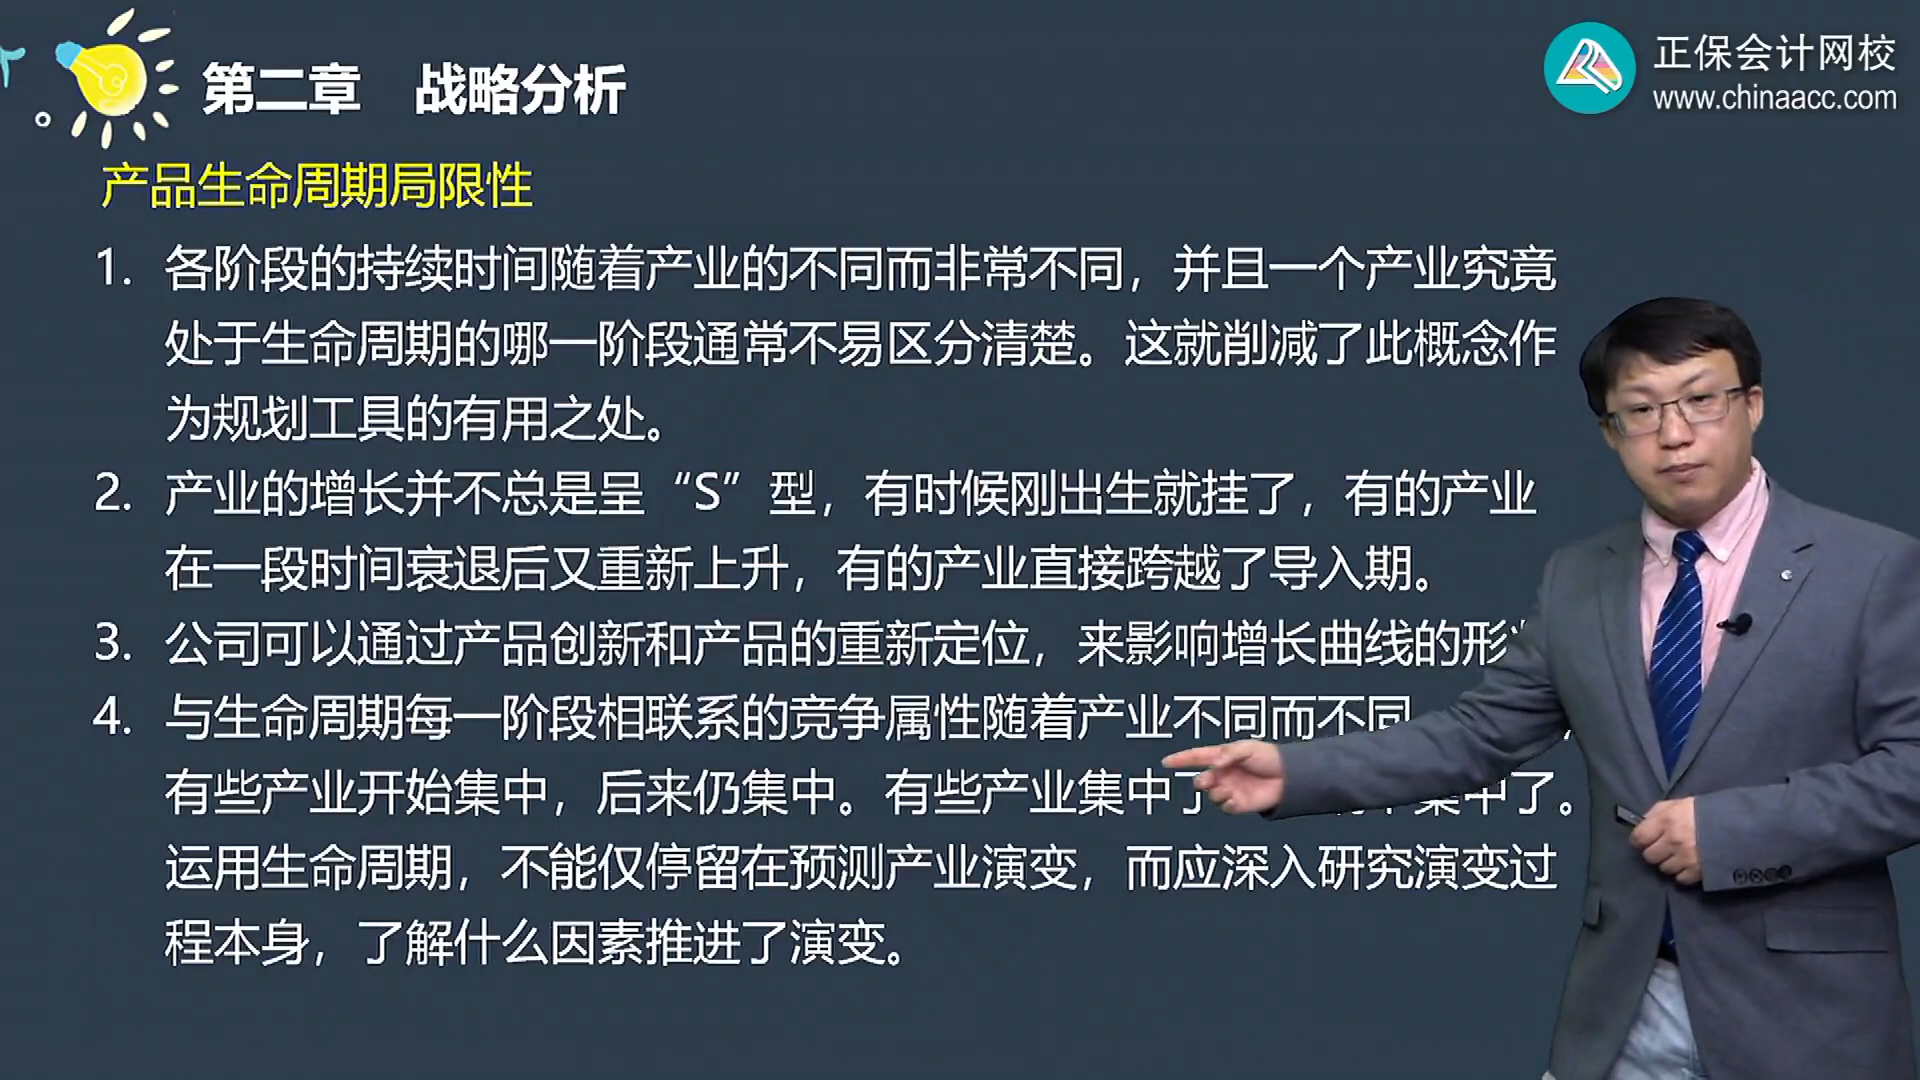 第二章 战略分析
正保会计网校
www.chinaacc.com
产品生命周期局限性
1. 各阶段的持续时间随着产业的不同而非常不同，并且一个产业究竟
处于生命周期的哪一阶段通常不易区分清楚。这就削减了此概念作
为规划工具的有用之处。
2. 产业的增长并不总是呈“S”型，有时候刚出生就挂了，有的产业
在一段时间衰退后又重新上升，有的产业直接跨越了导入期。
3. 公司可以通过产品创新和产品的重新定位，来影响增长曲线的形
4. 与生命周期每一阶段相联系的竞争属性随着产业不同而不同
有些产业开始集中，后来仍集中。有些产业集中了 集中了。
运用生命周期，不能仅停留在预测产业演变，而应深入研究演变过
程本身，了解什么因素推进了演变。